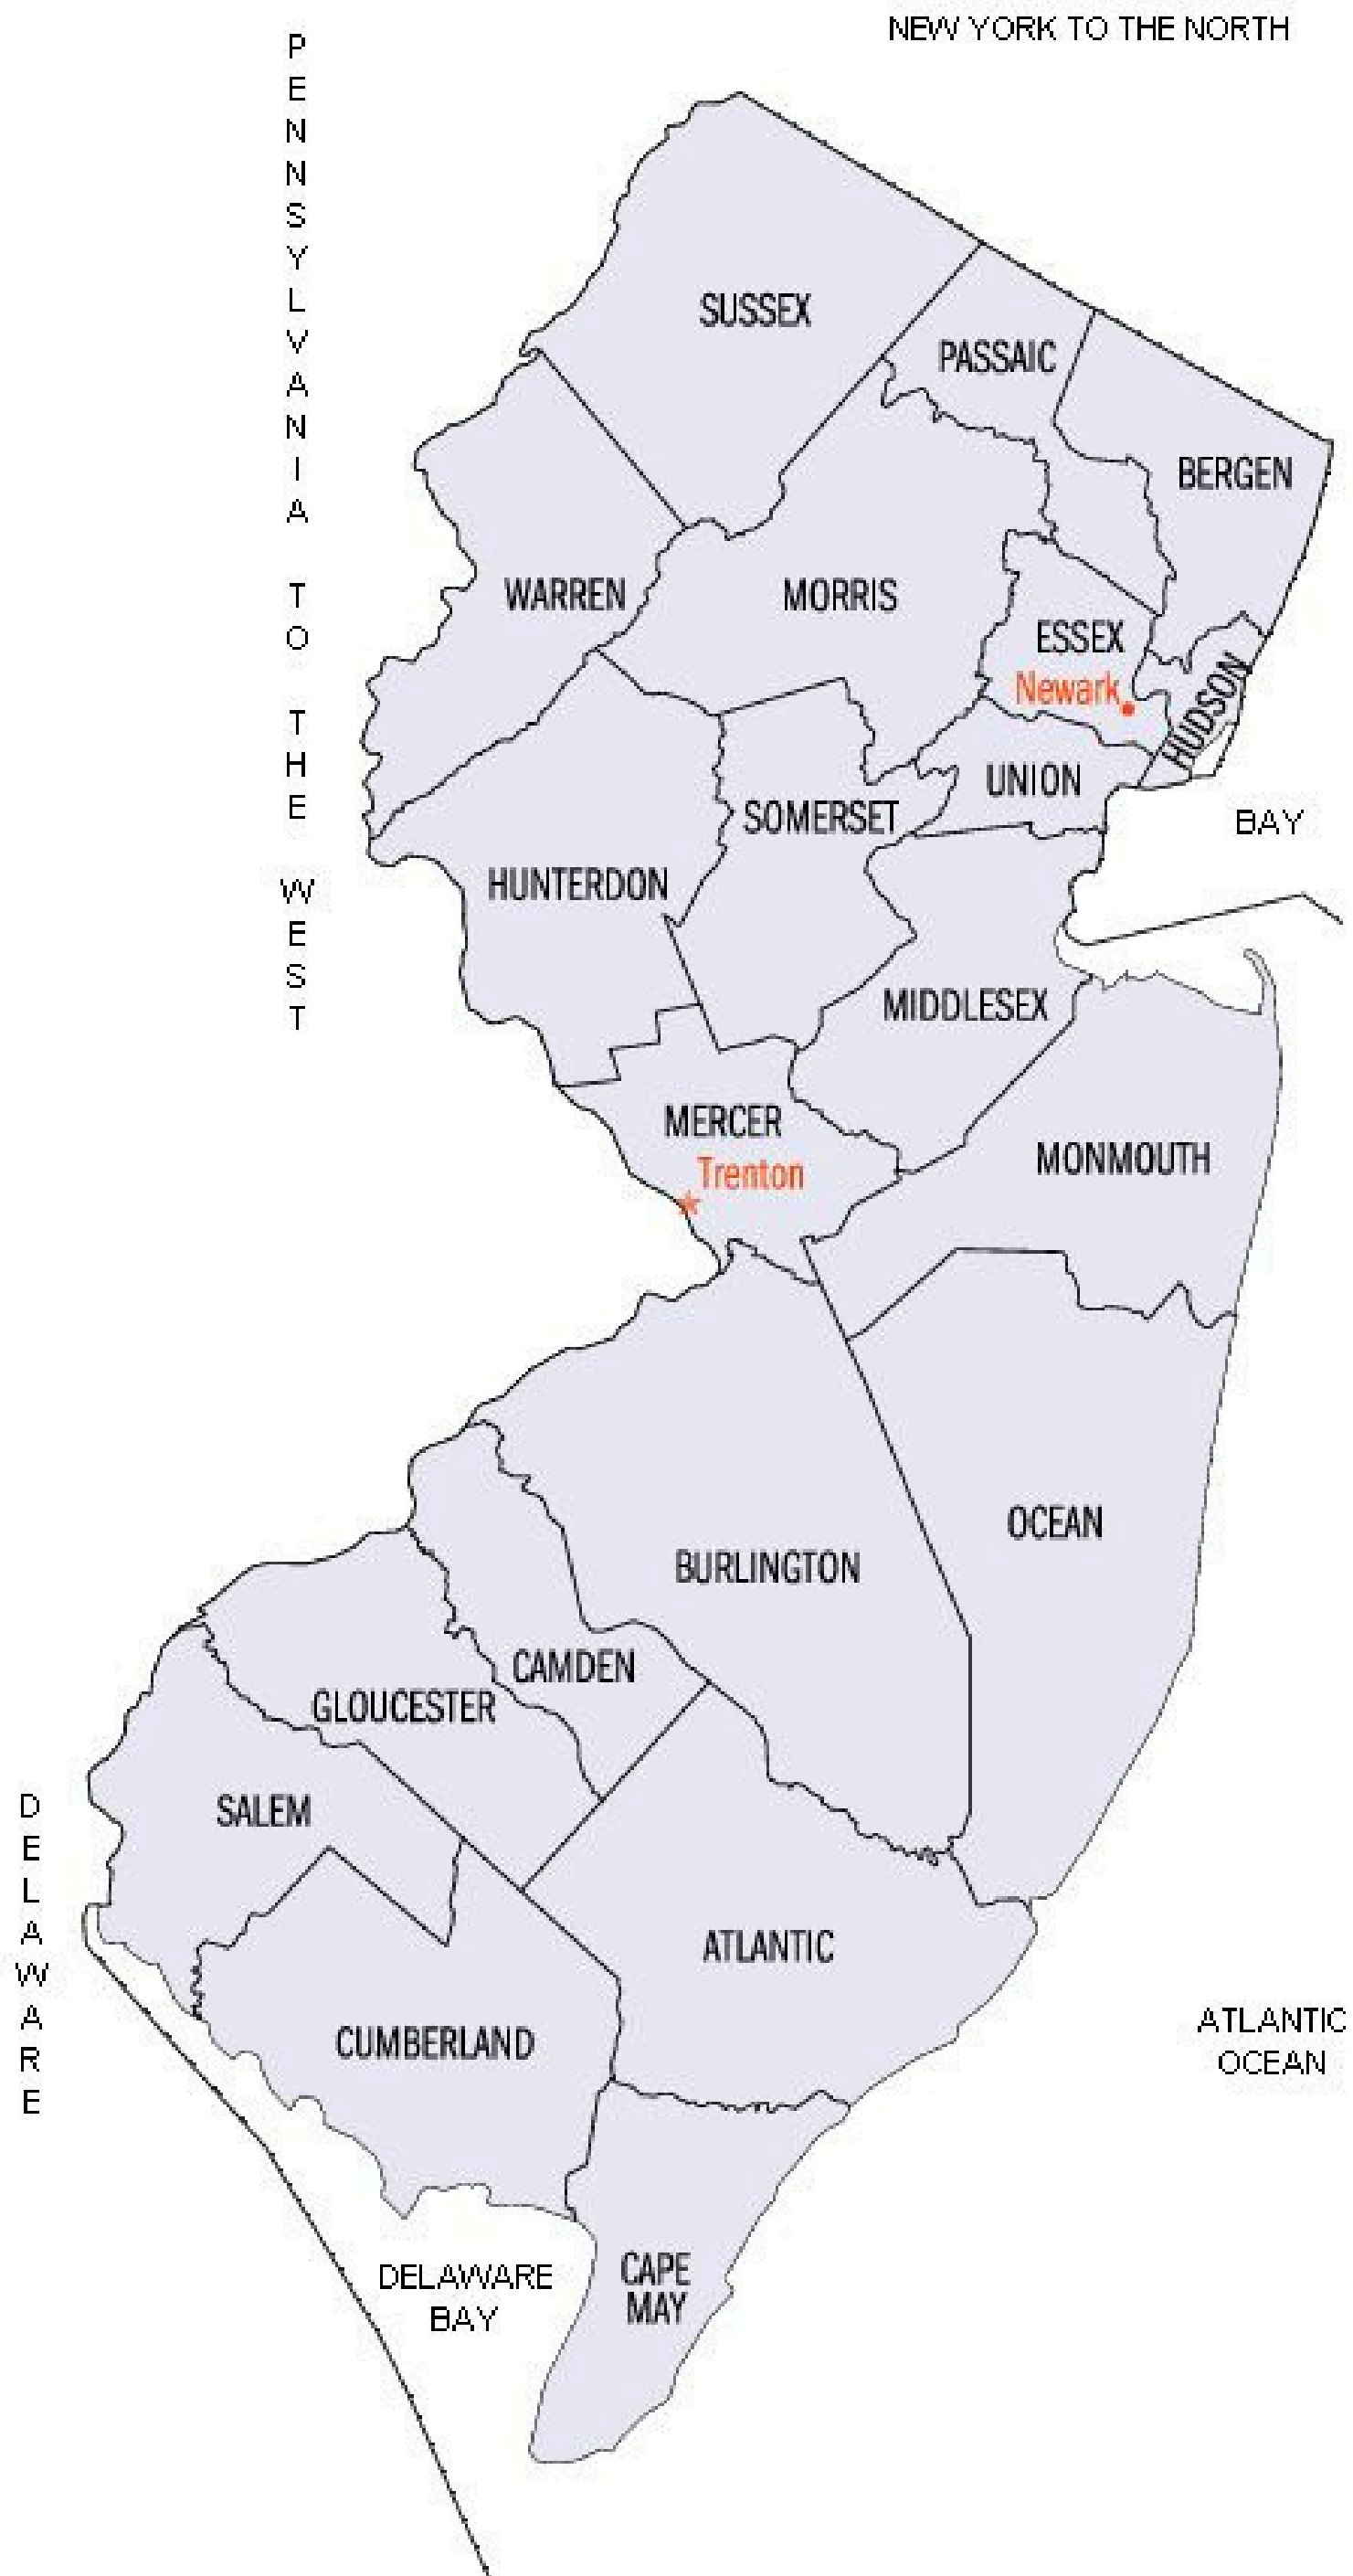 NEW YORK TO THE NORTH
PENNSYLVANIA TO THE WEST
SUSSEX
PASSAIC
BERGEN
WARREN
MORRIS
ESSEX
Newark
HUDSON
UNION
SOMERSET
BAY
HUNTERDON
MIDDLESEX
MERCER
Trenton
MONMOUTH
OCEAN
BURLINGTON
CAMDEN
GLOUCESTER
SALEM
DELAWARE
ATLANTIC
CUMBERLAND
ATLANTIC
OCEAN
CAPE
MAY
DELAWARE
BAY